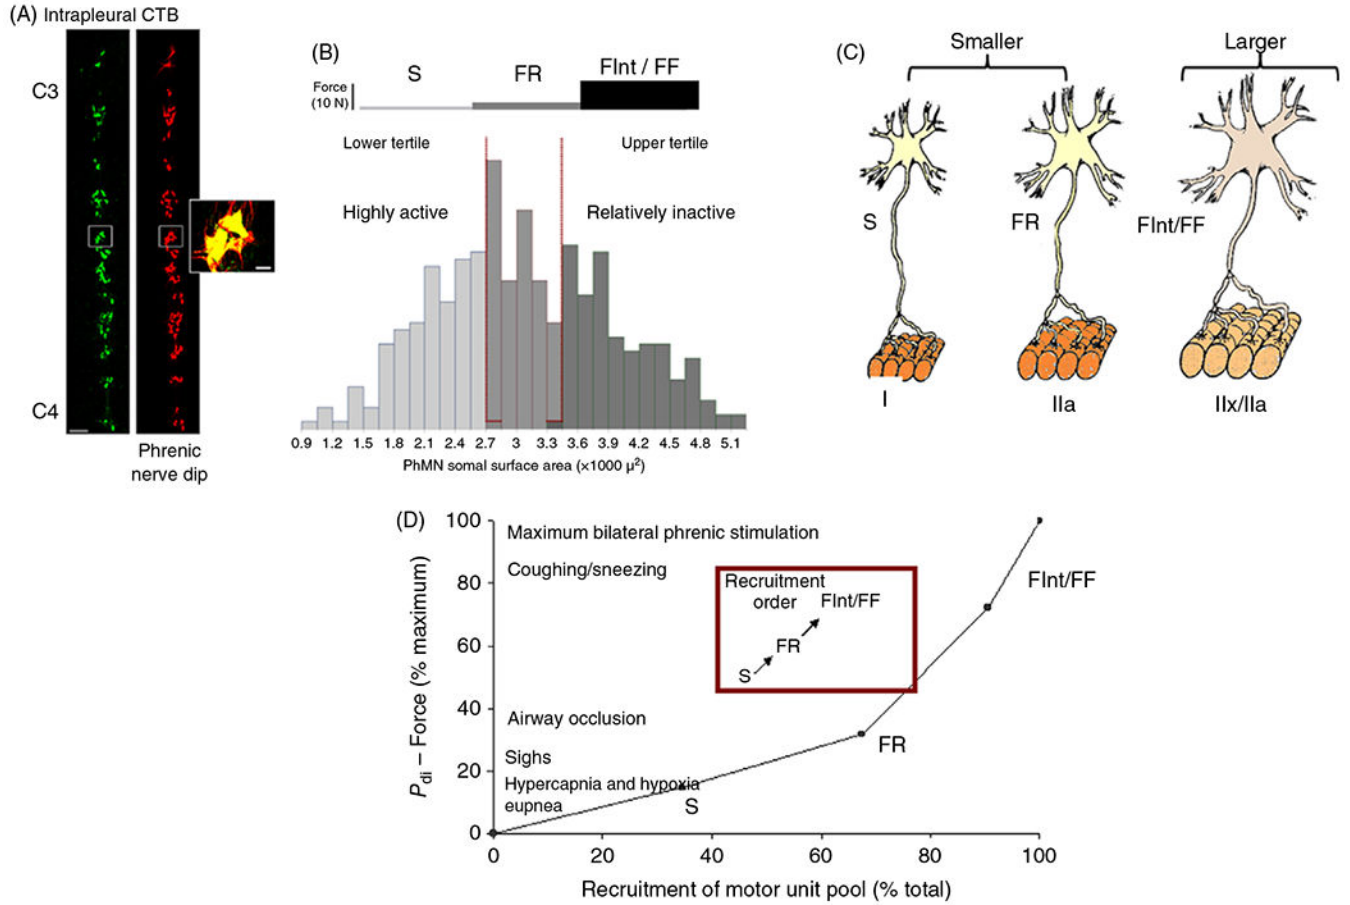 (A) Intrapleural CTB
C3
C4
Phrenic
nerve dip
(B)
S
FR
FInt / FF
Force
(10 N)
Lower tertile
Upper tertile
Highly active
Relatively inactive
0.9 1.2 1.5 1.8 2.1 2.4 2.7 3 3.3 3.6 3.9 4.2 4.5 4.8 5.1
PhMN somal surface area (×1000 μ²)
(C)
Smaller
Larger
S
FR
FInt/FF
I
IIa
IIx/IIa
(D)
100
80
60
40
20
0
Pdi – Force (% maximum)
Maximum bilateral phrenic stimulation
Coughing/sneezing
Recruitment
order
FInt/FF
FR
S
FInt/FF
Airway occlusion
FR
Sighs
Hypercapnia and hypoxia
eupnea
S
0 20 40 60 80 100
Recruitment of motor unit pool (% total)